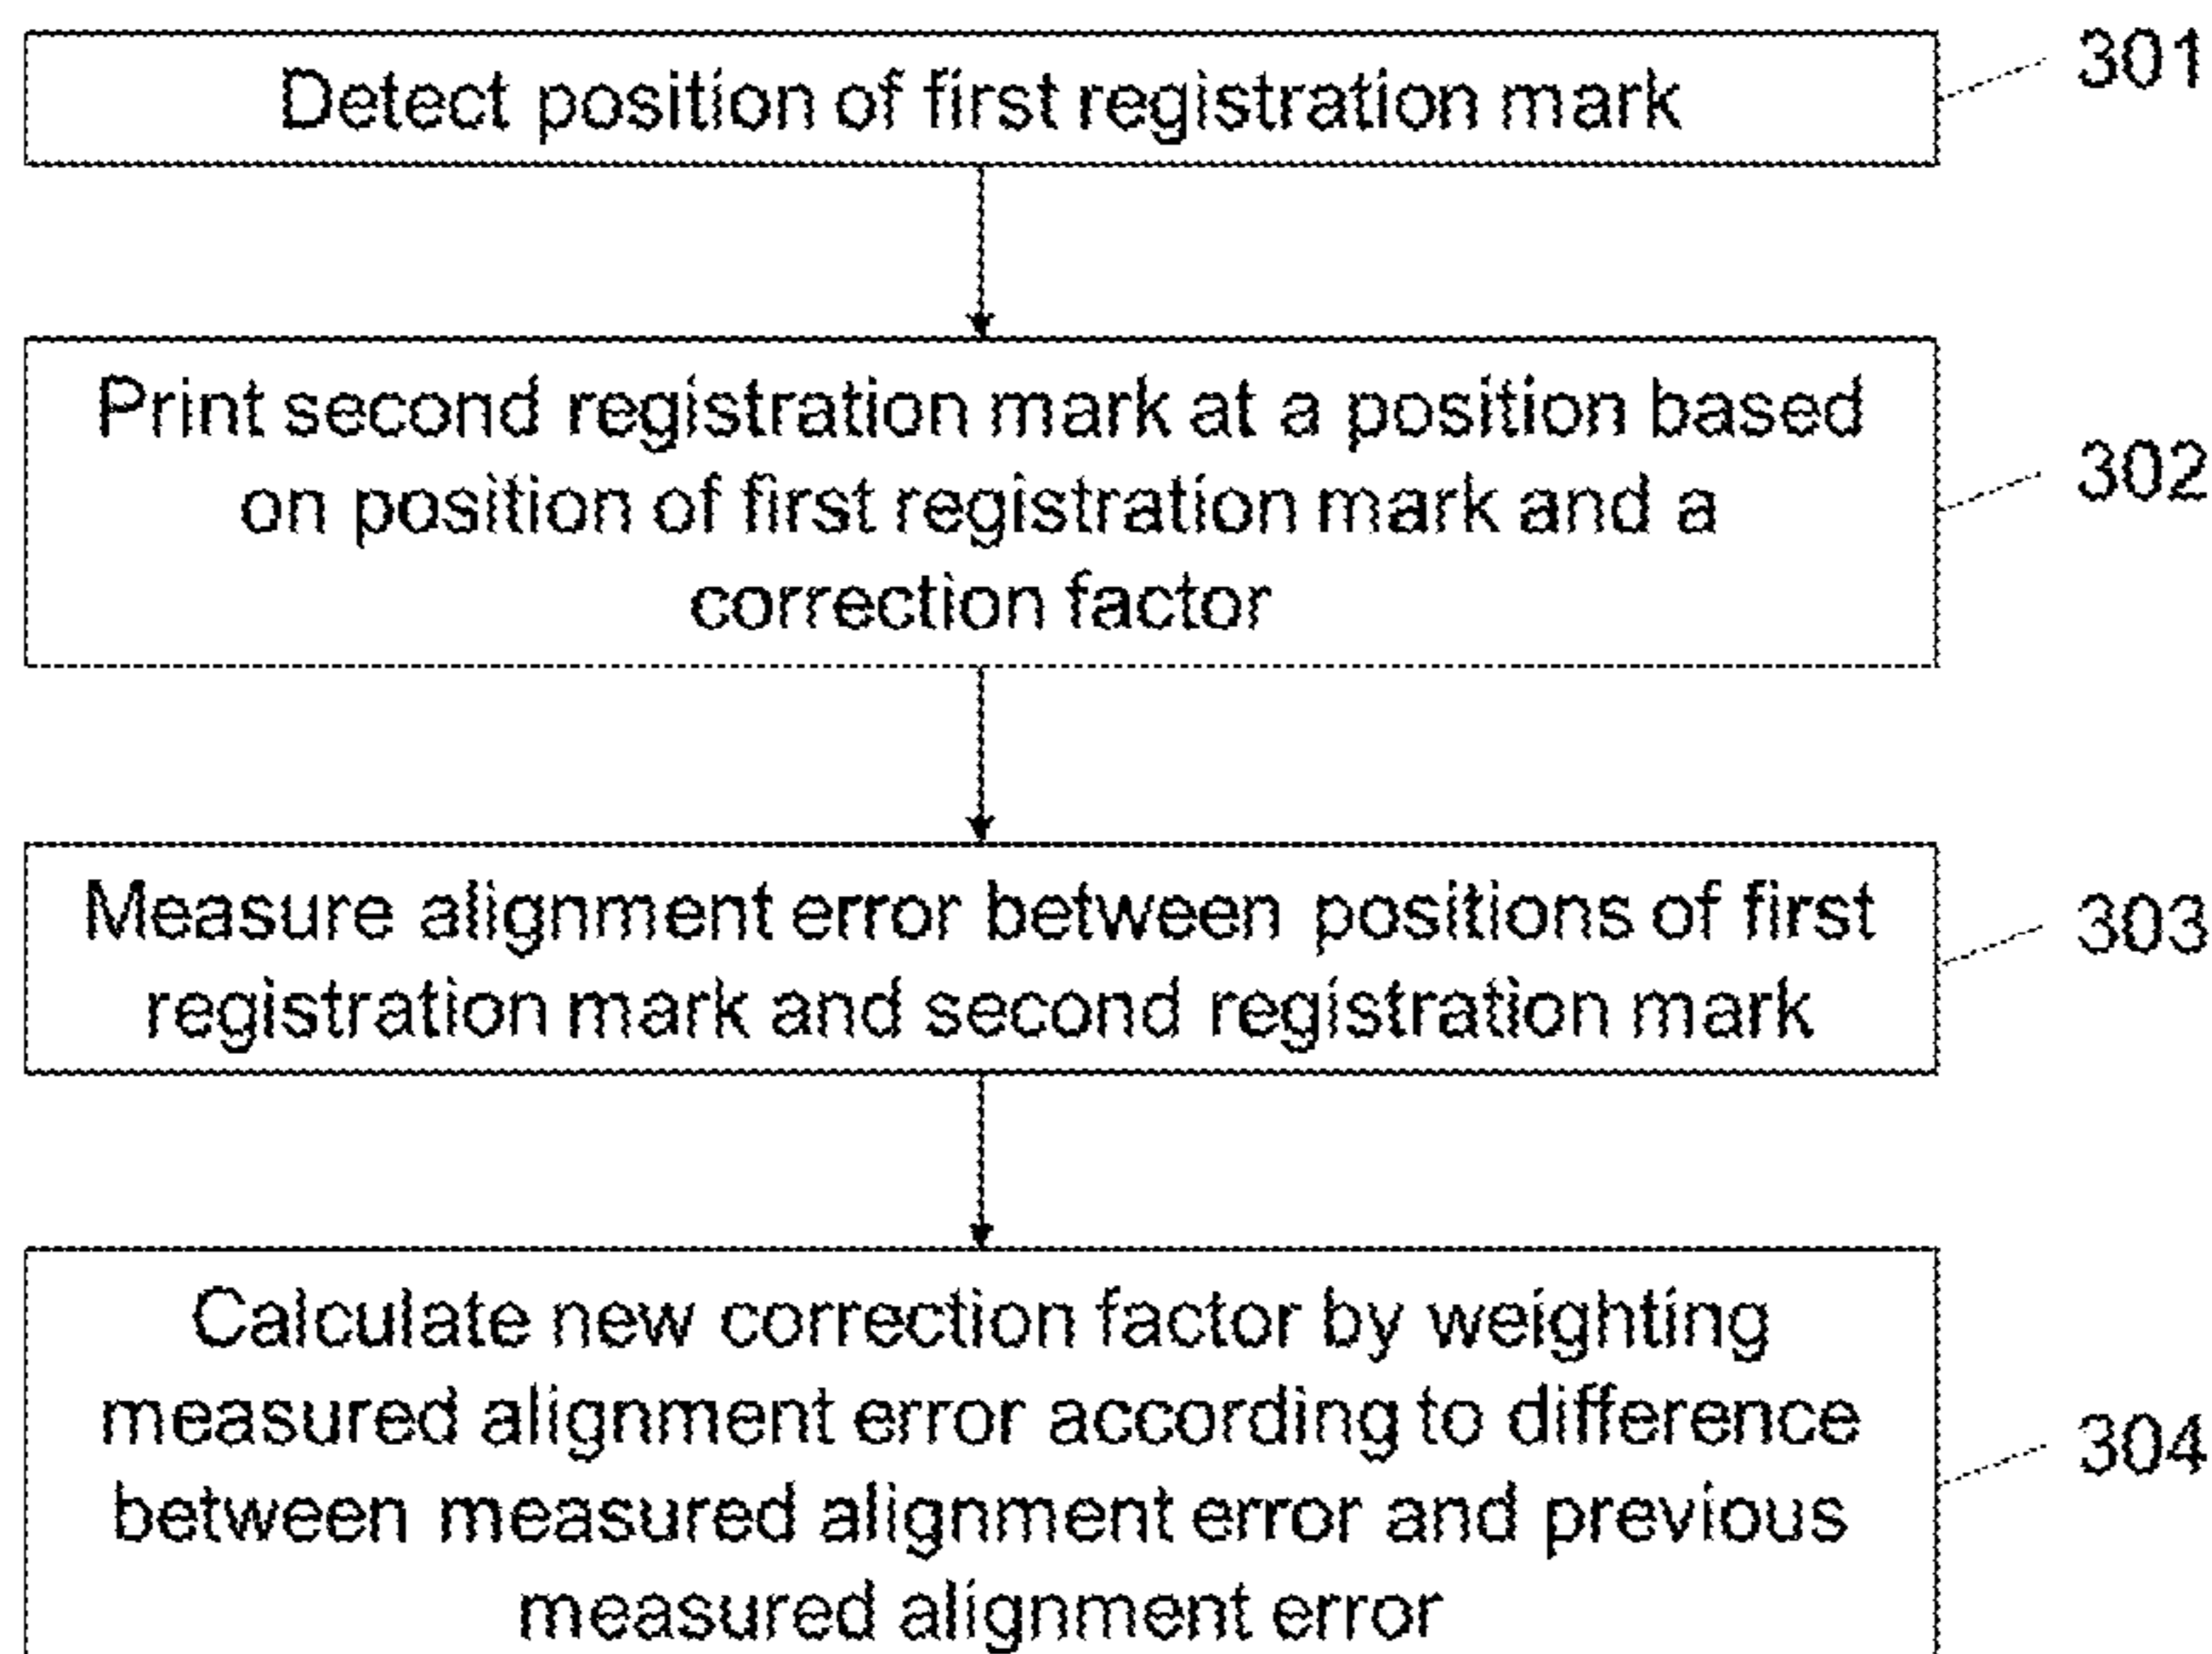 Detect position of first registration mark
301
Print second registration mark at a position based
on position of first registration mark and a
correction factor
302
Measure alignment error between positions of first
registration mark and second registration mark
303
Calculate new correction factor by weighting
measured alignment error according to difference
between measured alignment error and previous
measured alignment error
304